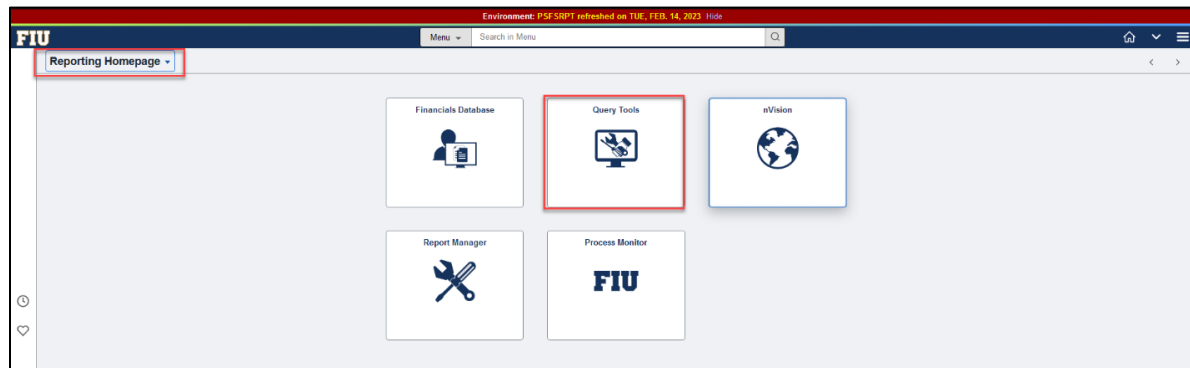 Environment: PSFSRPT refreshed on TUE, FEB. 14, 2023 Hide
FIU
Menu
Search in Menu
Reporting Homepage
Financials Database
Query Tools
nVision
Report Manager
Process Monitor
FIU